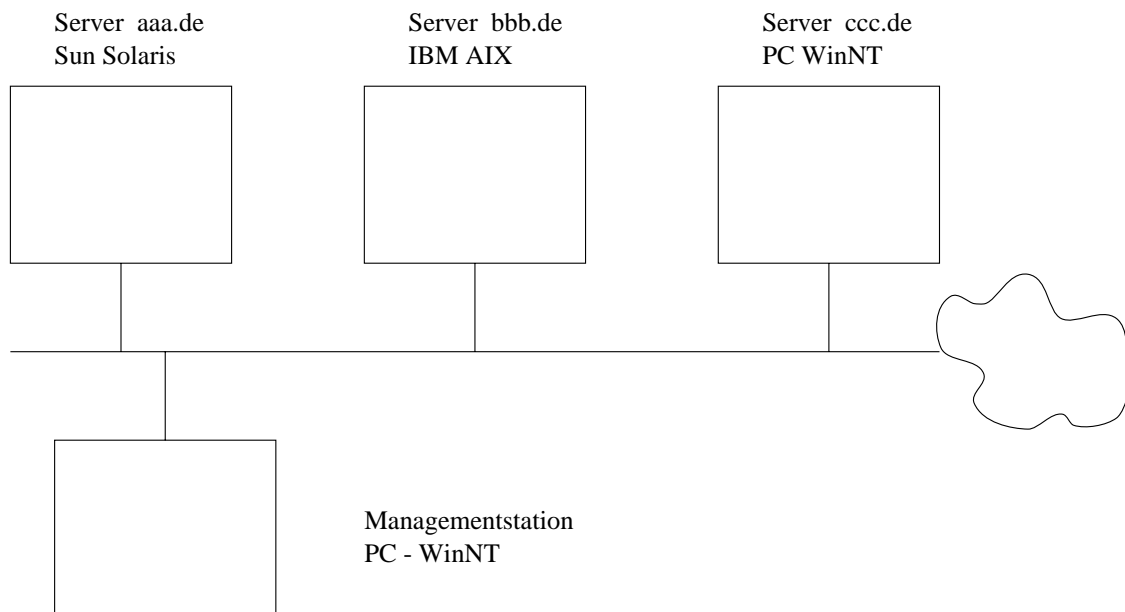 Server aaa.de
Sun Solaris
Server bbb.de
IBM AIX
Server ccc.de
PC WinNT
Managementstation
PC - WinNT